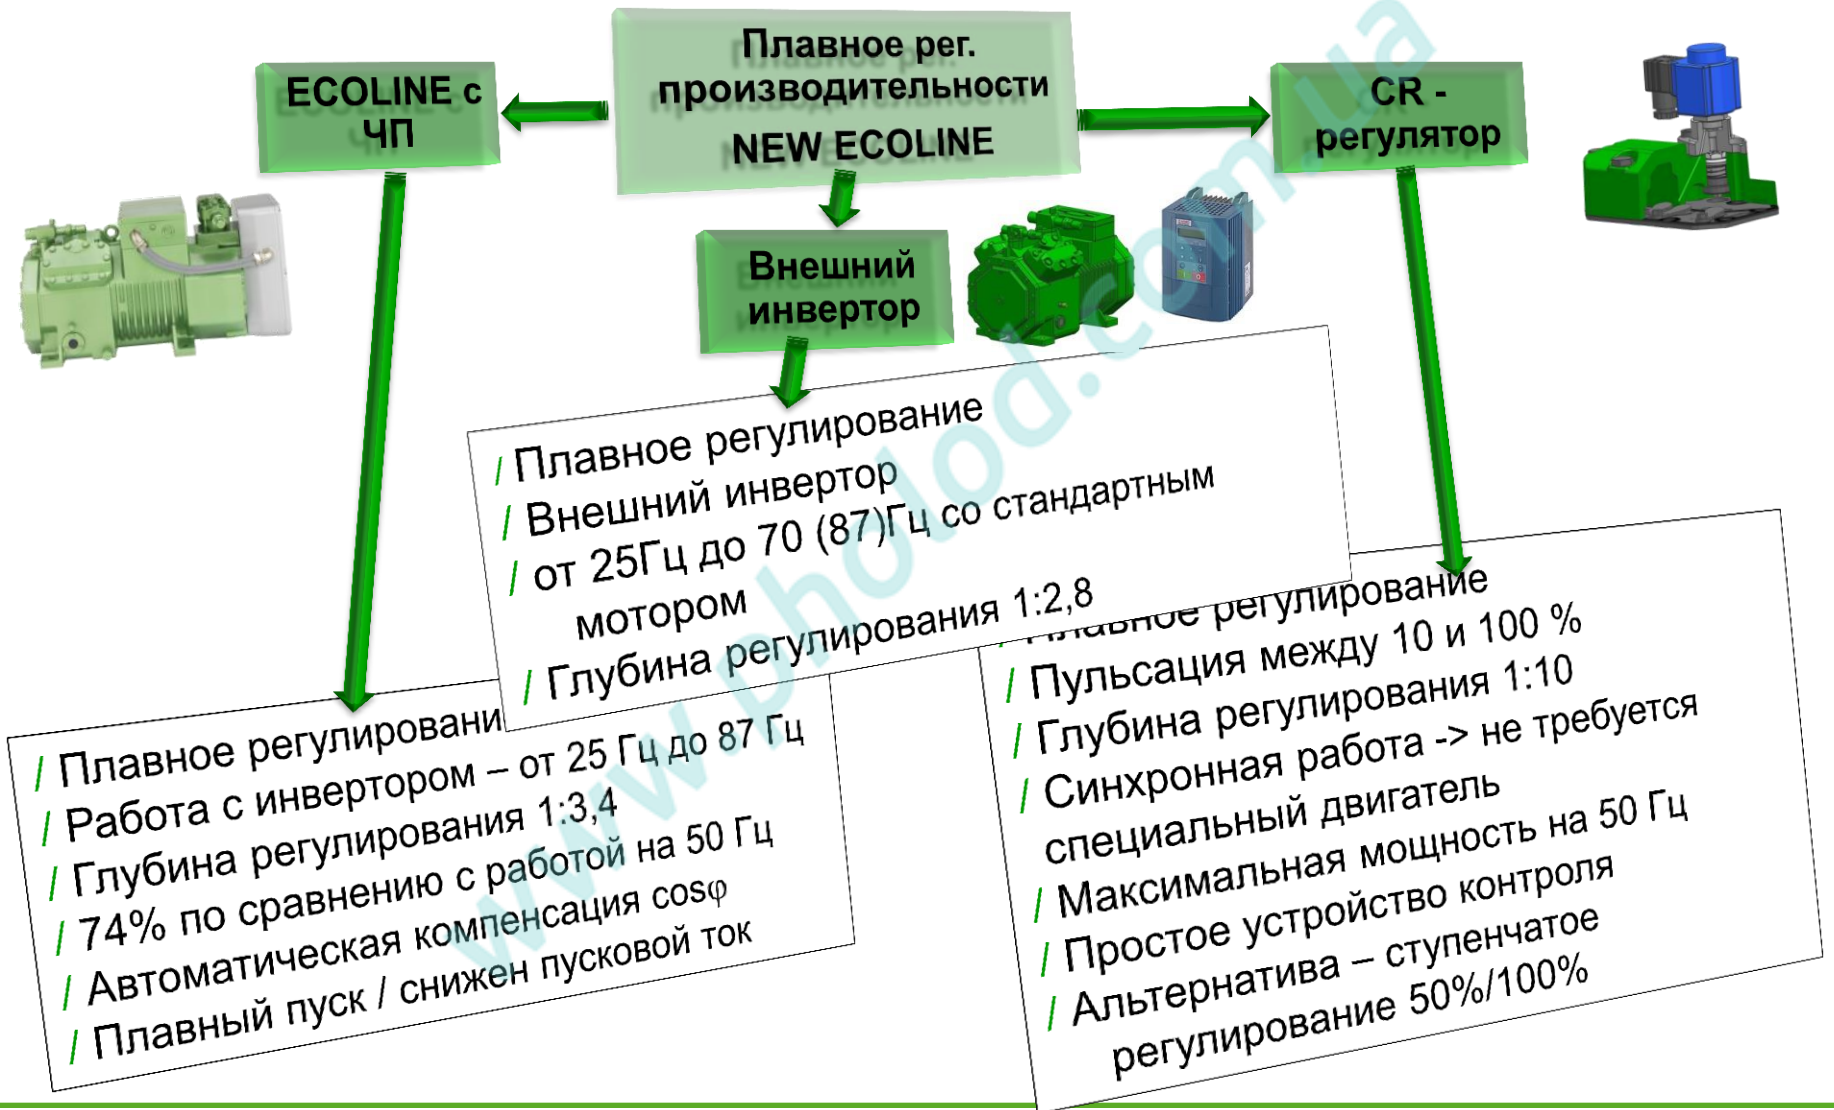 Плавное рег.
производительности
NEW ECOLINE
ECOLINE с
ЧП
CR -
регулятор
Внешний
инвертор
/ Плавное регулирование
/ Внешний инвертор
/ от 25Гц до 70 (87)Гц со стандартным
мотором
/ Глубина регулирования 1:2,8
/ Плавное регулировани
/ Работа с инвертором – от 25 Гц до 87 Гц
/ Глубина регулирования 1:3,4
/ 74% по сравнению с работой на 50 Гц
/ Автоматическая компенсация cosφ
/ Плавный пуск / снижен пусковой ток
/ Плавное регулирование
/ Пульсация между 10 и 100 %
/ Глубина регулирования 1:10
/ Синхронная работа -> не требуется
специальный двигатель
/ Максимальная мощность на 50 Гц
/ Простое устройство контроля
/ Альтернатива – ступенчатое
регулирование 50%/100%
www.pholod.com.ua